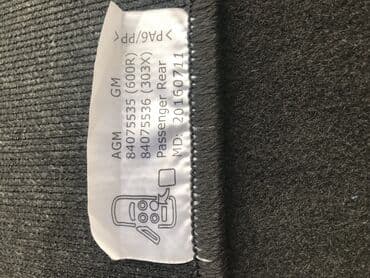 >PA6/PP<
AGM GM
84075535 (600R)
84075536 (303X)
Passenger Rear
MD: 20160711